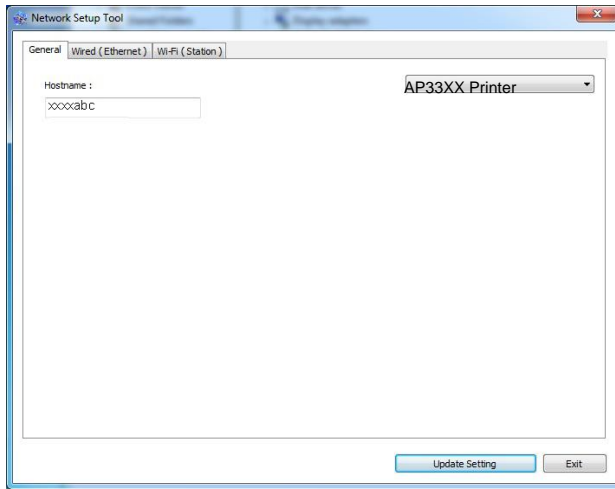 Network Setup Tool
General
Wired ( Ethernet )
Wi-Fi ( Station )
Hostname :
AP33XX Printer
xxxxabc
Update Setting
Exit